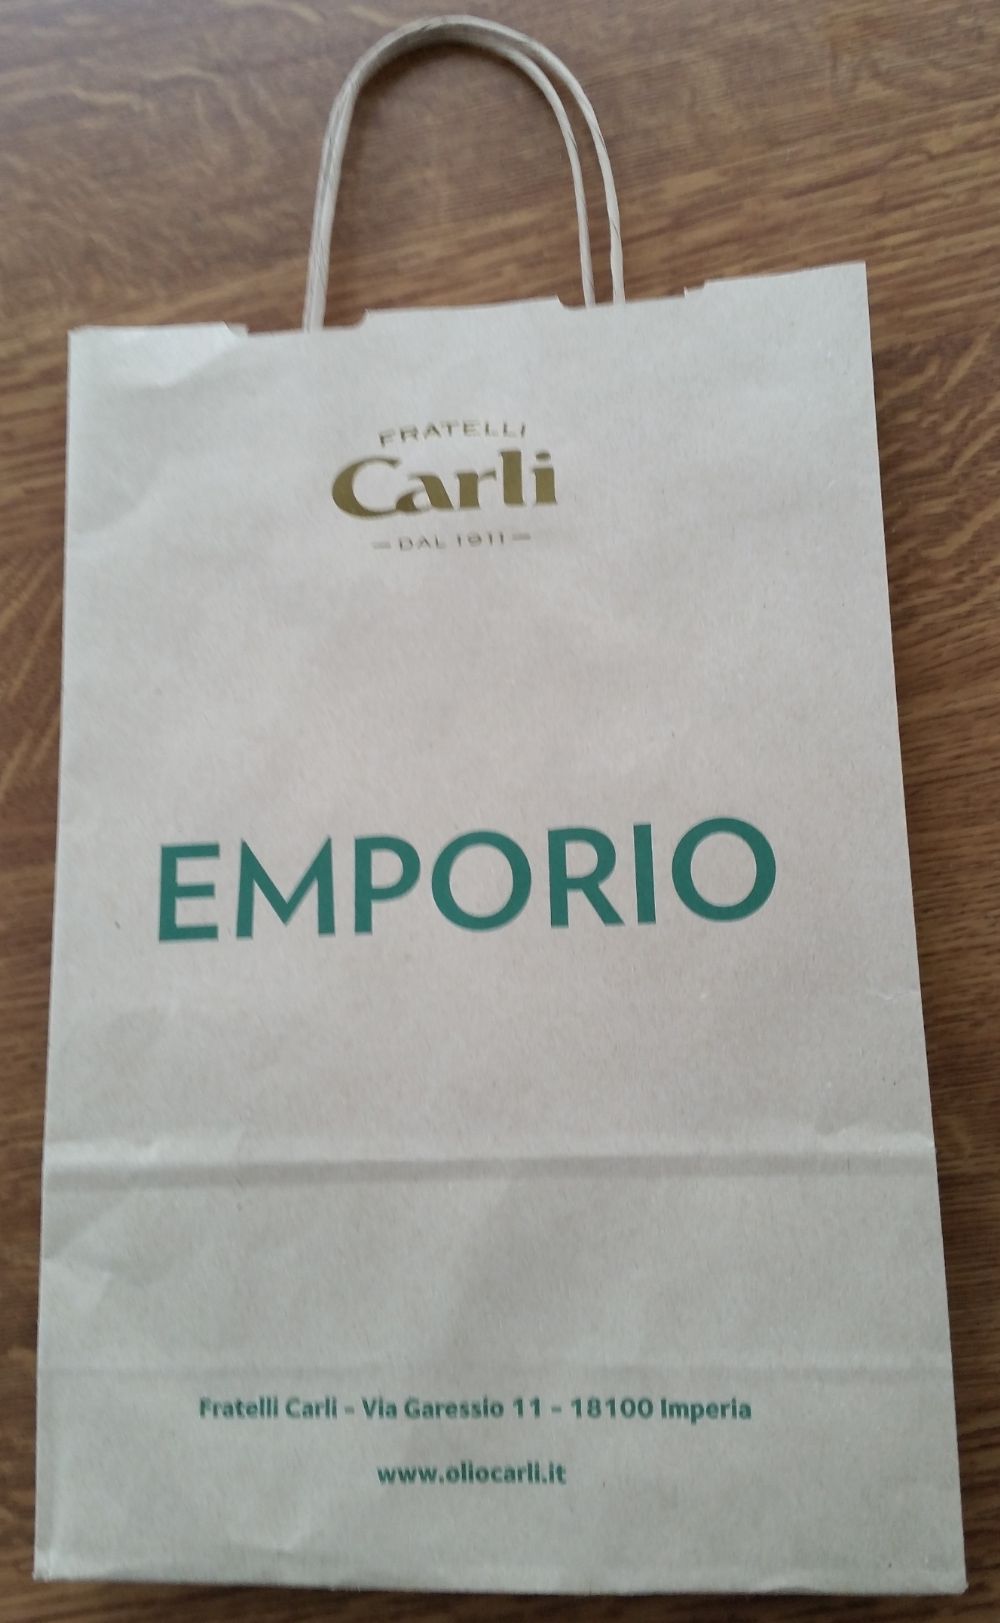 FRATELLI
Carli
— DAL 1911 —
EMPORIO
Fratelli Carli - Via Garessio 11 - 18100 Imperia
www.oliocarli.it